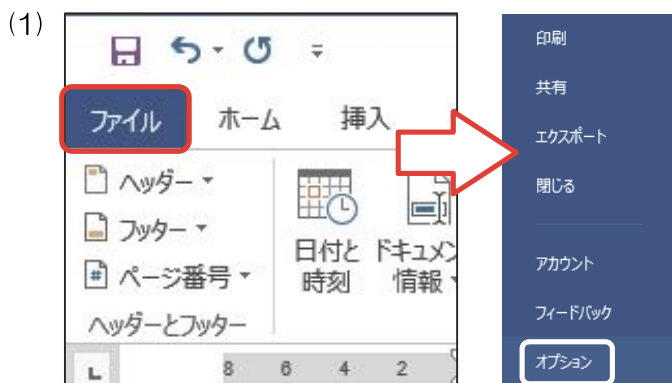 (1)
ファイル ホーム 挿入
ヘッダー
フッター
ページ番号
ヘッダーとフッター
日付と
時刻
ドキュメン
情報
L 8 6 4 2
印刷
共有
エクスポート
閉じる
アカウント
フィードバック
オプション